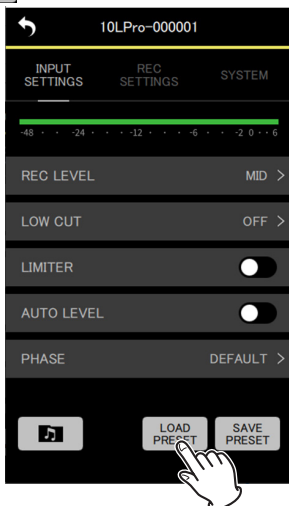 10LPro-000001
INPUT SETTINGS REC SETTINGS SYSTEM
-48 -24 -12 -6 -2 0 6
REC LEVEL MID >
LOW CUT OFF >
LIMITER
AUTO LEVEL
PHASE DEFAULT >
LOAD PRESET SAVE PRESET